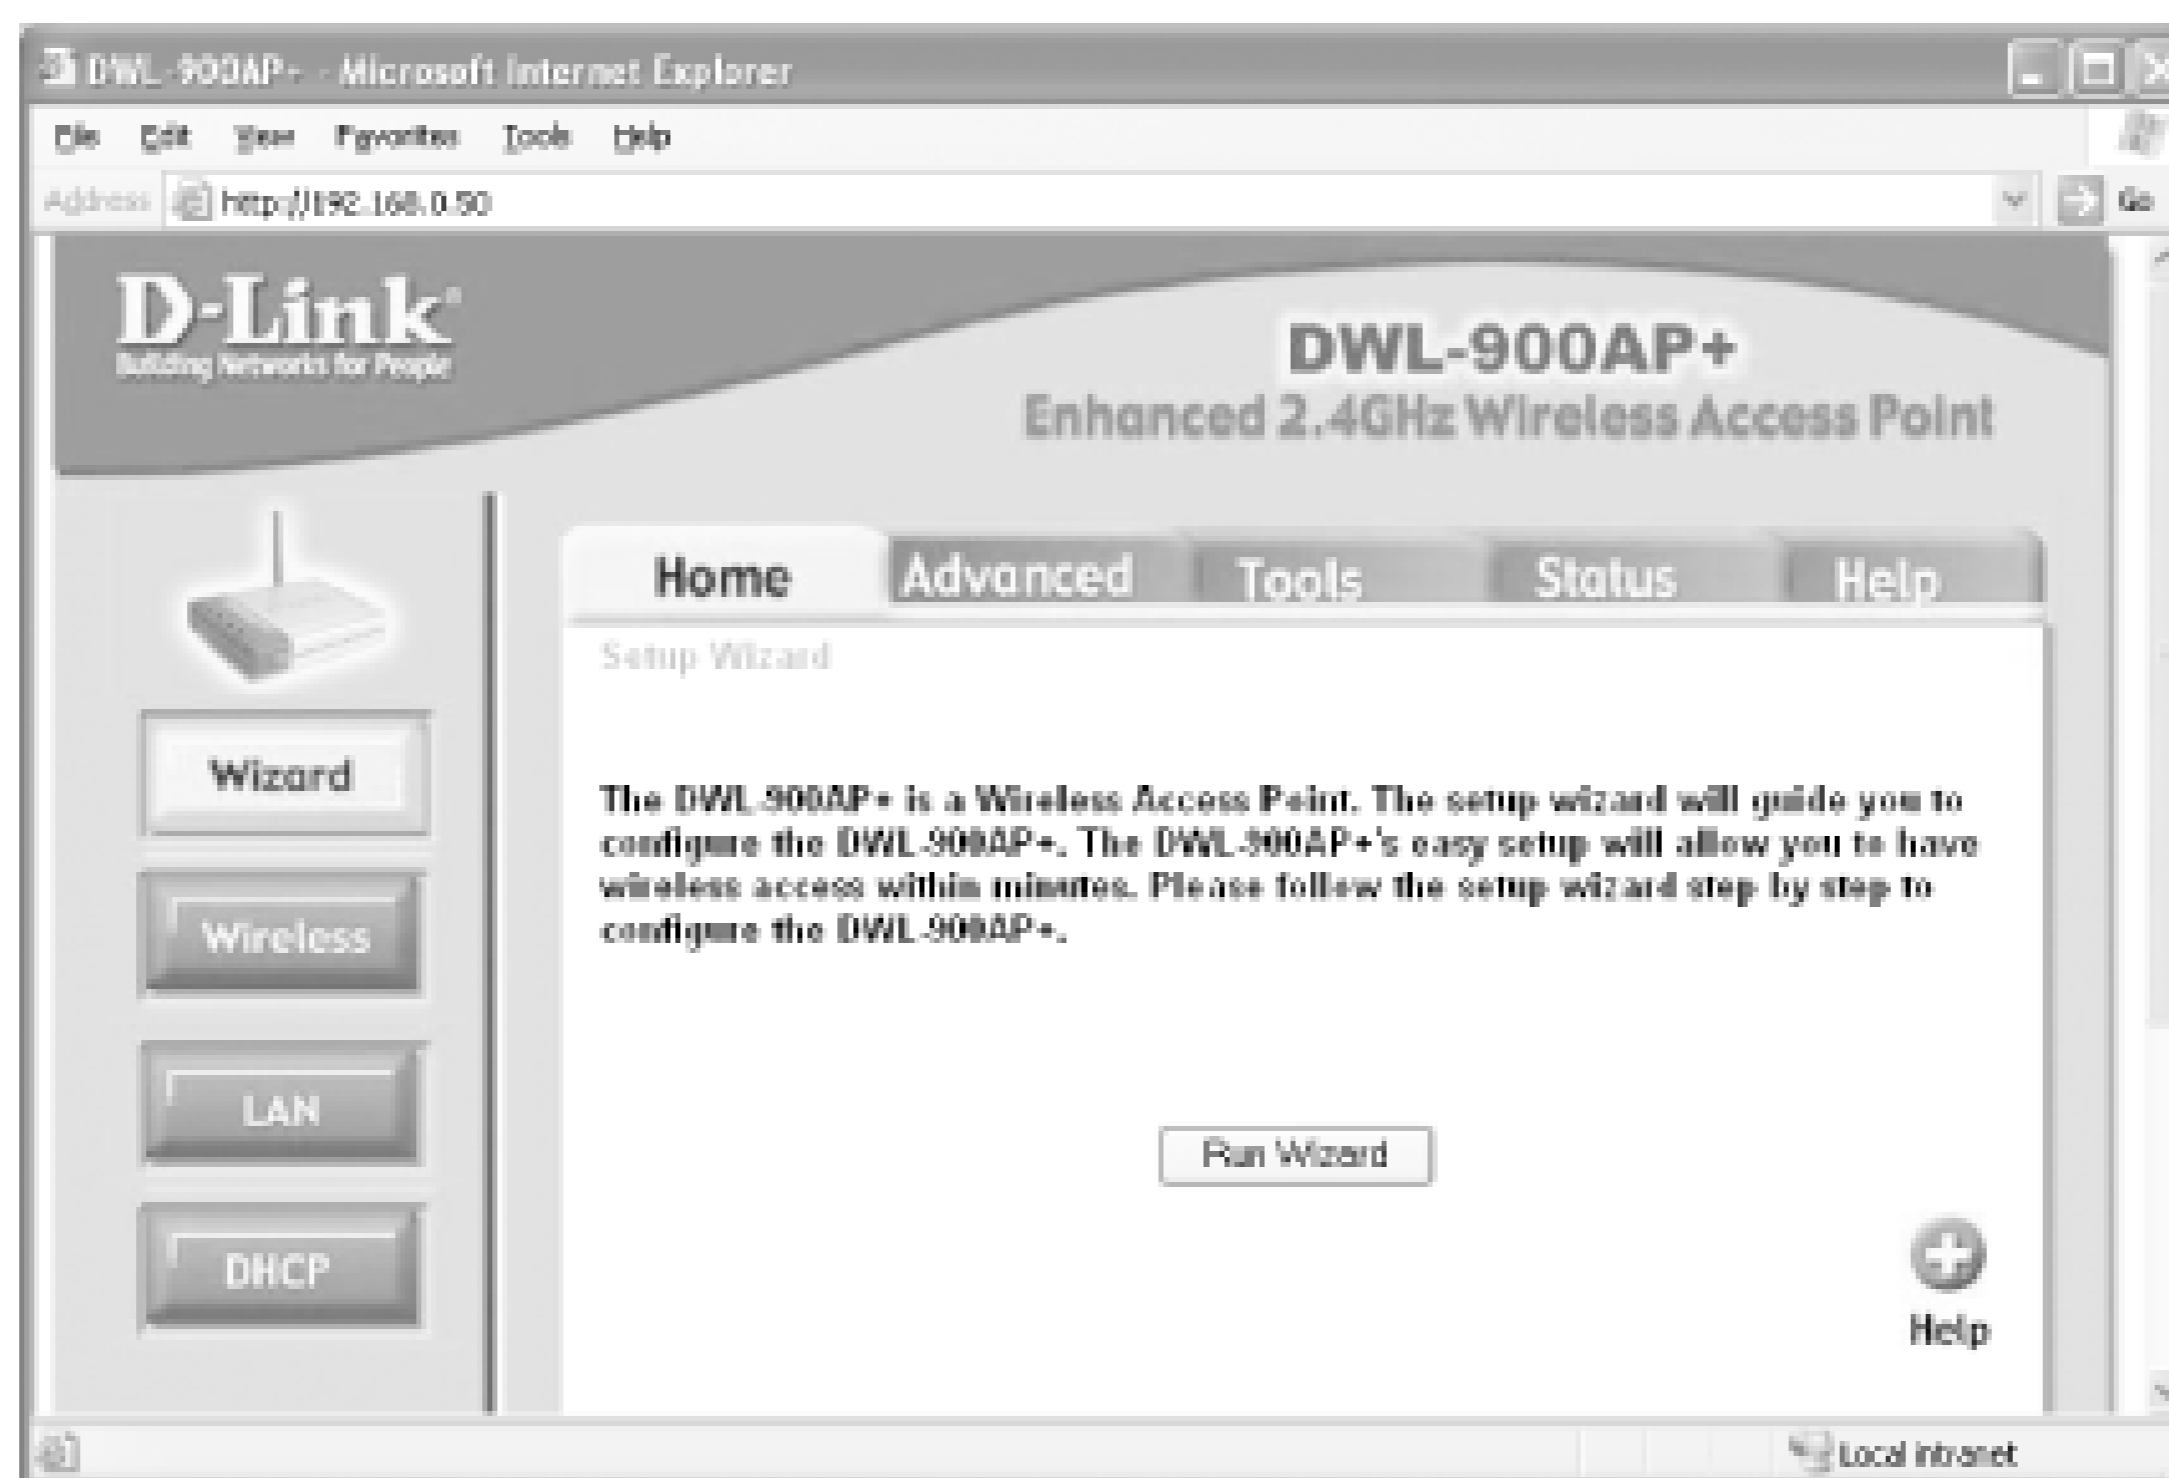 DWL-900AP+ - Microsoft Internet Explorer
File Edit View Favorites Tools Help
Address http://192.168.0.50 Go
D-Link
Building Networks for People
DWL-900AP+
Enhanced 2.4GHz Wireless Access Point
Home Advanced Tools Status Help
Setup Wizard
Wizard
The DWL-900AP+ is a Wireless Access Point. The setup wizard will guide you to
configure the DWL-900AP+. The DWL-900AP+'s easy setup will allow you to have
wireless access within minutes. Please follow the setup wizard step by step to
configure the DWL-900AP+.
Wireless
LAN
Run Wizard
DHCP
Help
Local intranet